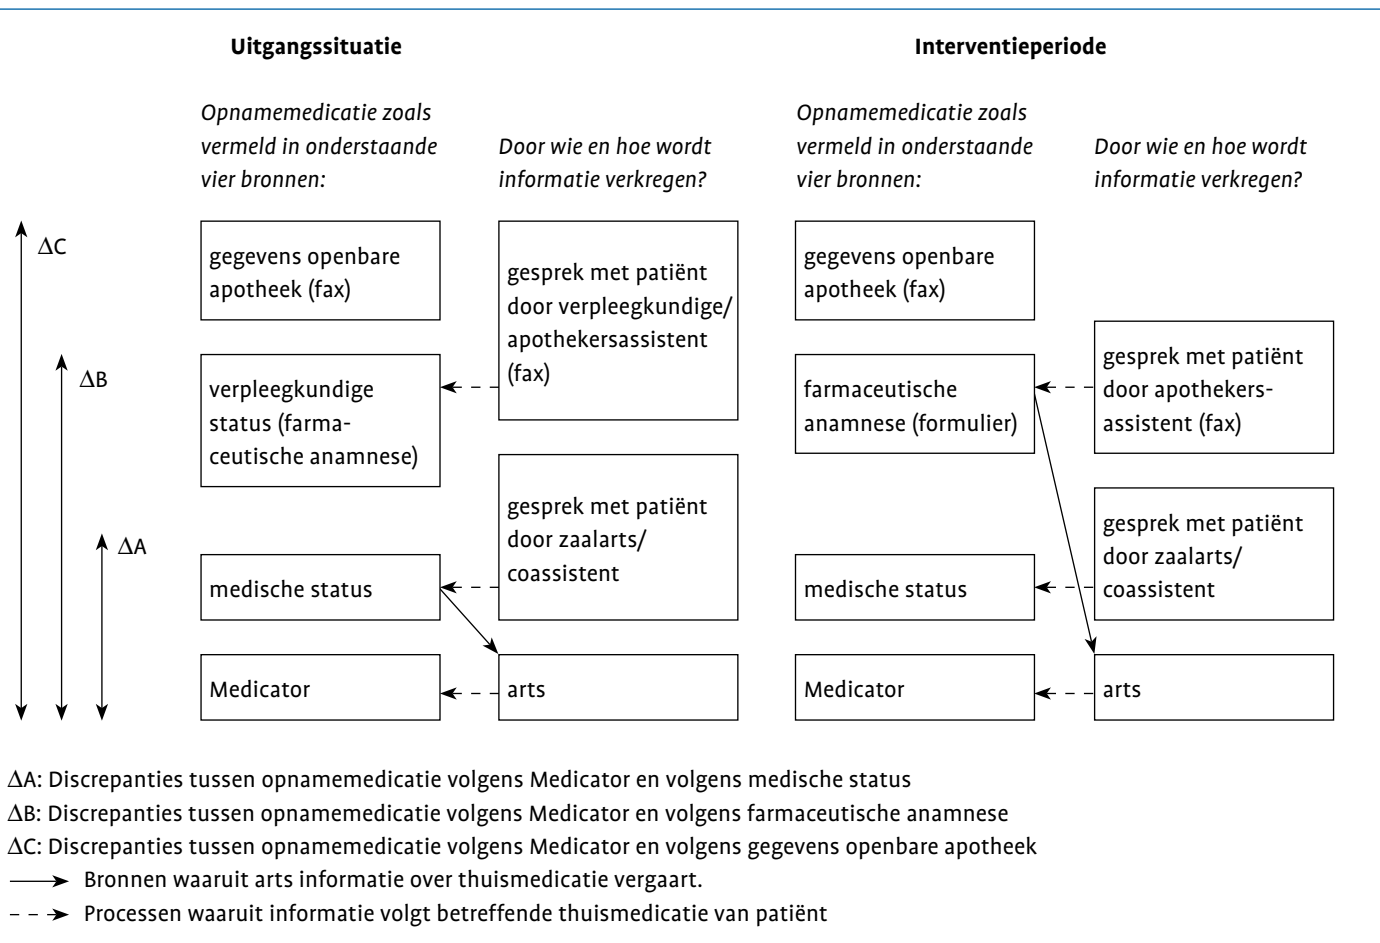 Uitgangssituatie
Opnamemedicatie zoals
vermeld in onderstaande
vier bronnen:
Door wie en hoe wordt
informatie verkregen?
ΔC
gegevens openbare
apotheek (fax)
gesprek met patiënt
door verpleegkundige/
apothekersassistent
(fax)
ΔB
verpleegkundige
status (farma-
ceutische anamnese)
gesprek met patiënt
door zaalarts/
coassistent
ΔA
medische status
Medicator
arts
Interventieperiode
Opnamemedicatie zoals
vermeld in onderstaande
vier bronnen:
Door wie en hoe wordt
informatie verkregen?
gegevens openbare
apotheek (fax)
farmaceutische
anamnese (formulier)
gesprek met patiënt
door apothekers-
assistent (fax)
gesprek met patiënt
door zaalarts/
coassistent
medische status
Medicator
arts
ΔA: Discrepanties tussen opnamemedicatie volgens Medicator en volgens medische status
ΔB: Discrepanties tussen opnamemedicatie volgens Medicator en volgens farmaceutische anamnese
ΔC: Discrepanties tussen opnamemedicatie volgens Medicator en volgens gegevens openbare apotheek
Bronnen waaruit arts informatie over thuismedicatie vergaart.
Processen waaruit informatie volgt betreffende thuismedicatie van patiënt